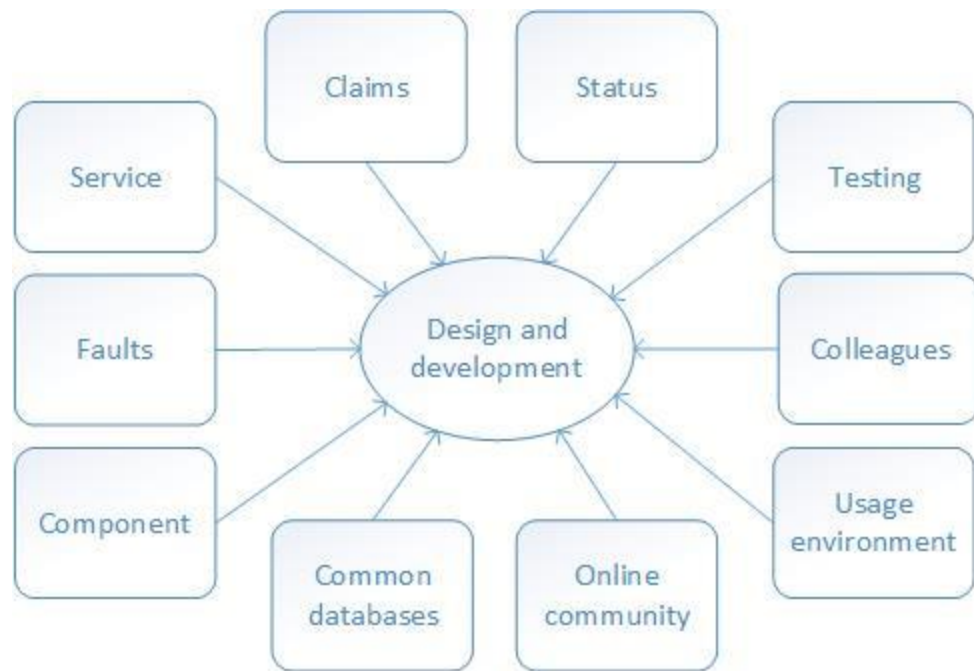 Claims
Status
Service
Testing
Design and
development
Faults
Colleagues
Component
Usage
environment
Common
databases
Online
community